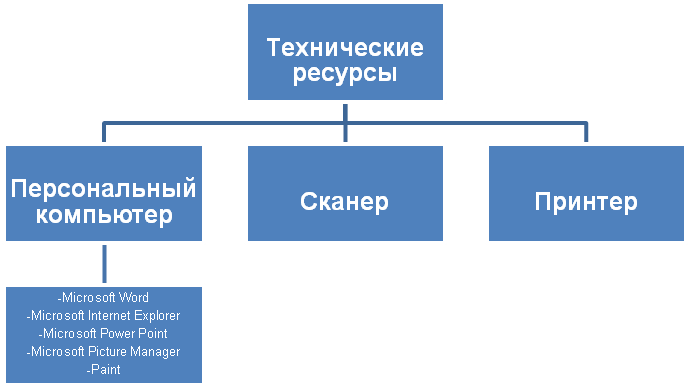 Технические
ресурсы
Персональный
компьютер
Сканер
Принтер
-Microsoft Word
-Microsoft Internet Explorer
-Microsoft Power Point
-Microsoft Picture Manager
-Paint